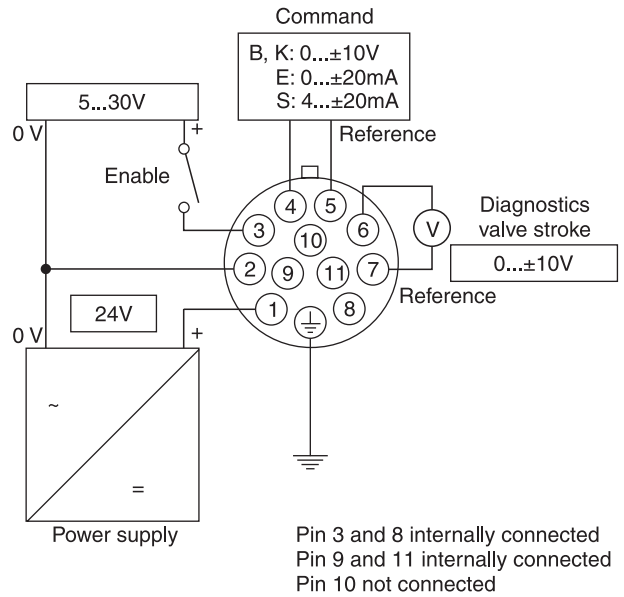 Command
B, K: 0...±10V
E: 0...±20mA
S: 4...±20mA
5...30V
0 V
+
Reference
Enable
4
5
3
6
10
V
Diagnostics
valve stroke
2
9
11
7
0...±10V
Reference
24V
1
8
0 V
+
~
=
Power supply
Pin 3 and 8 internally connected
Pin 9 and 11 internally connected
Pin 10 not connected